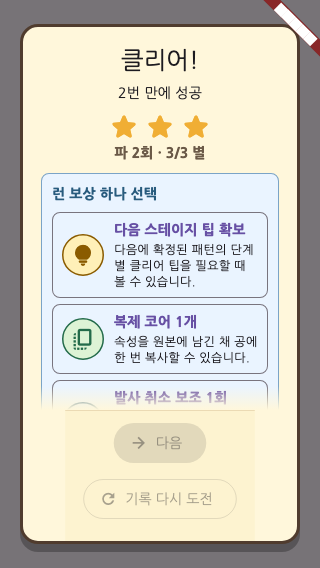 클리어!
2번 만에 성공
파 2회 · 3/3 별
런 보상 하나 선택
다음 스테이지 팁 확보
다음에 확정된 패턴의 단계
별 클리어 팁을 필요할 때
볼 수 있습니다.
복제 코어 1개
속성을 원본에 남긴 채 공에
한 번 복사할 수 있습니다.
발사 취소 보조 1회
다음
기록 다시 도전